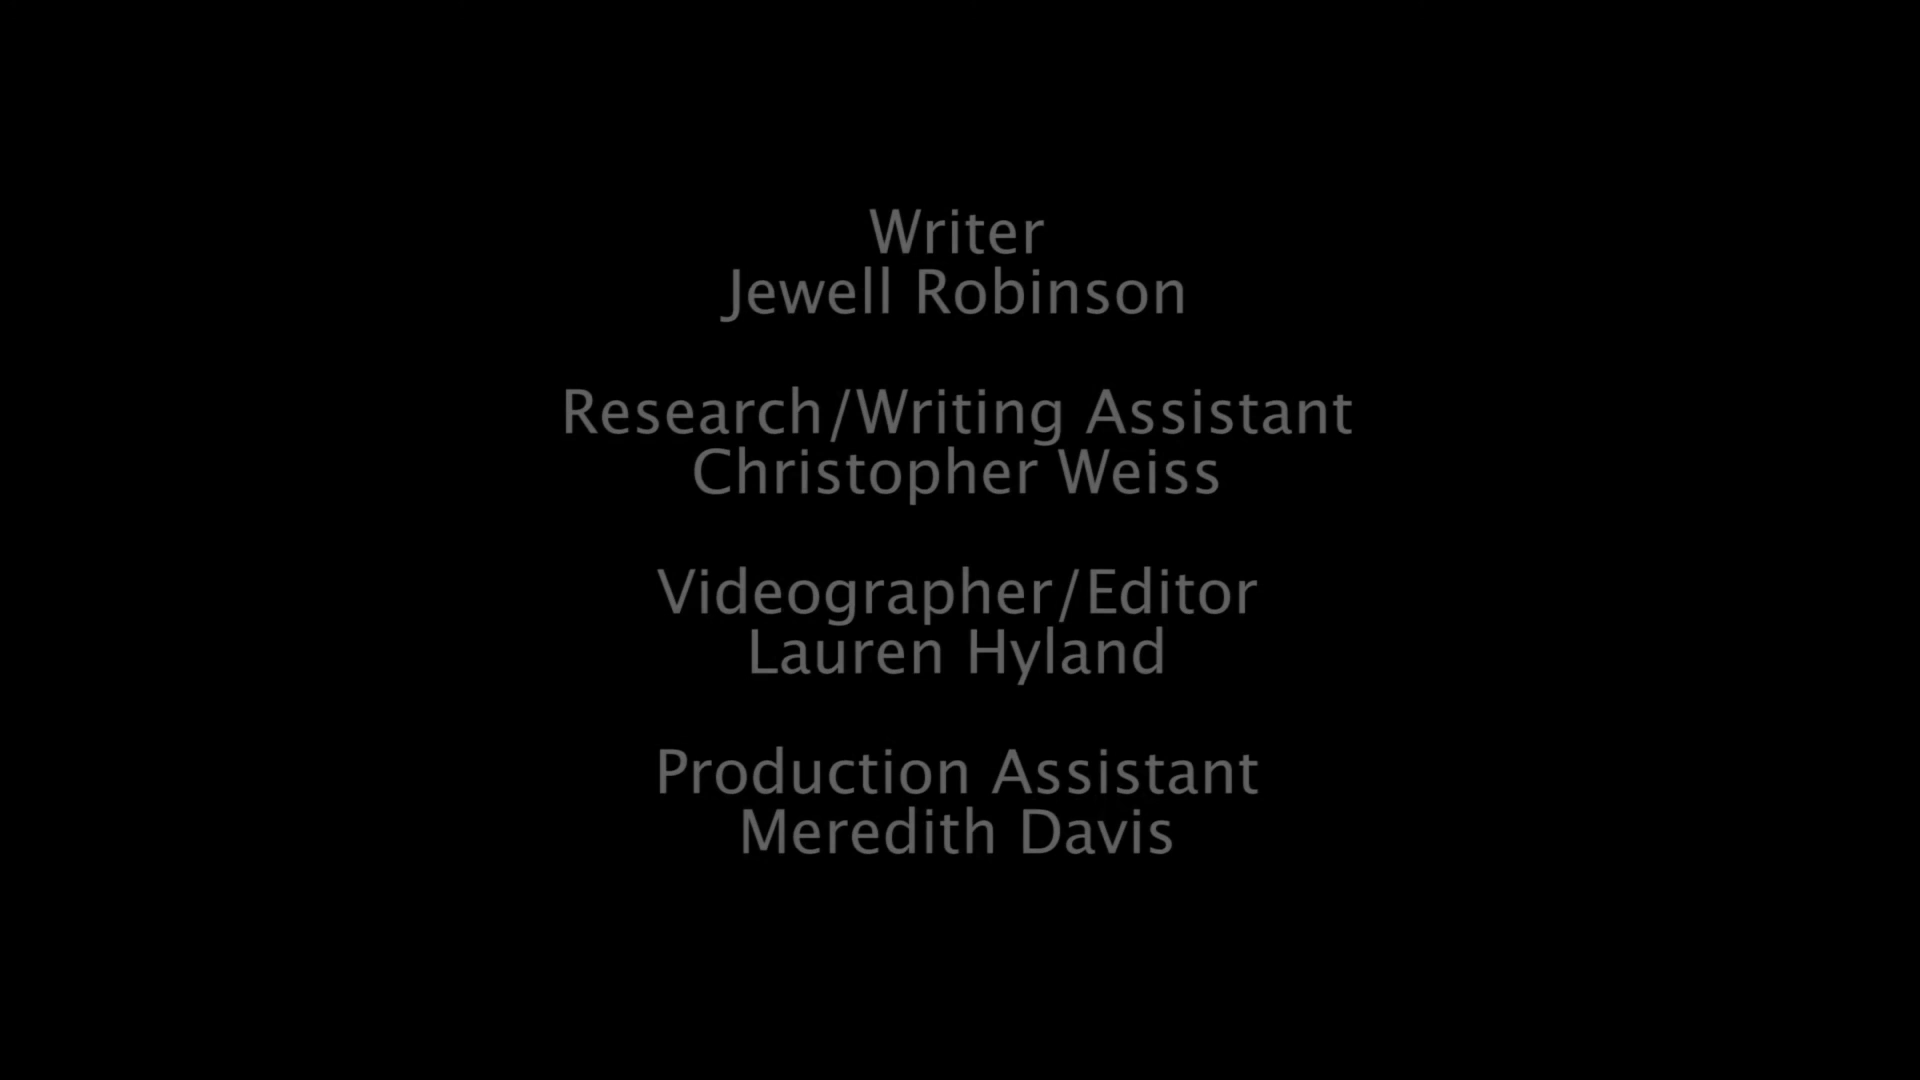 Writer
Jewell Robinson
Research/Writing Assistant
Christopher Weiss
Videographer/Editor
Lauren Hyland
Production Assistant
Meredith Davis